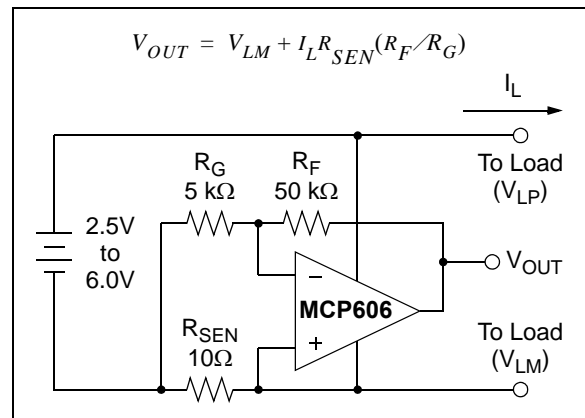 V_OUT = V_LM + I_L R_SEN (R_F/R_G)
I_L
To Load
(V_LP)
R_G
5 kΩ
R_F
50 kΩ
2.5V
to
6.0V
V_OUT
−
MCP606
+
R_SEN
10Ω
To Load
(V_LM)